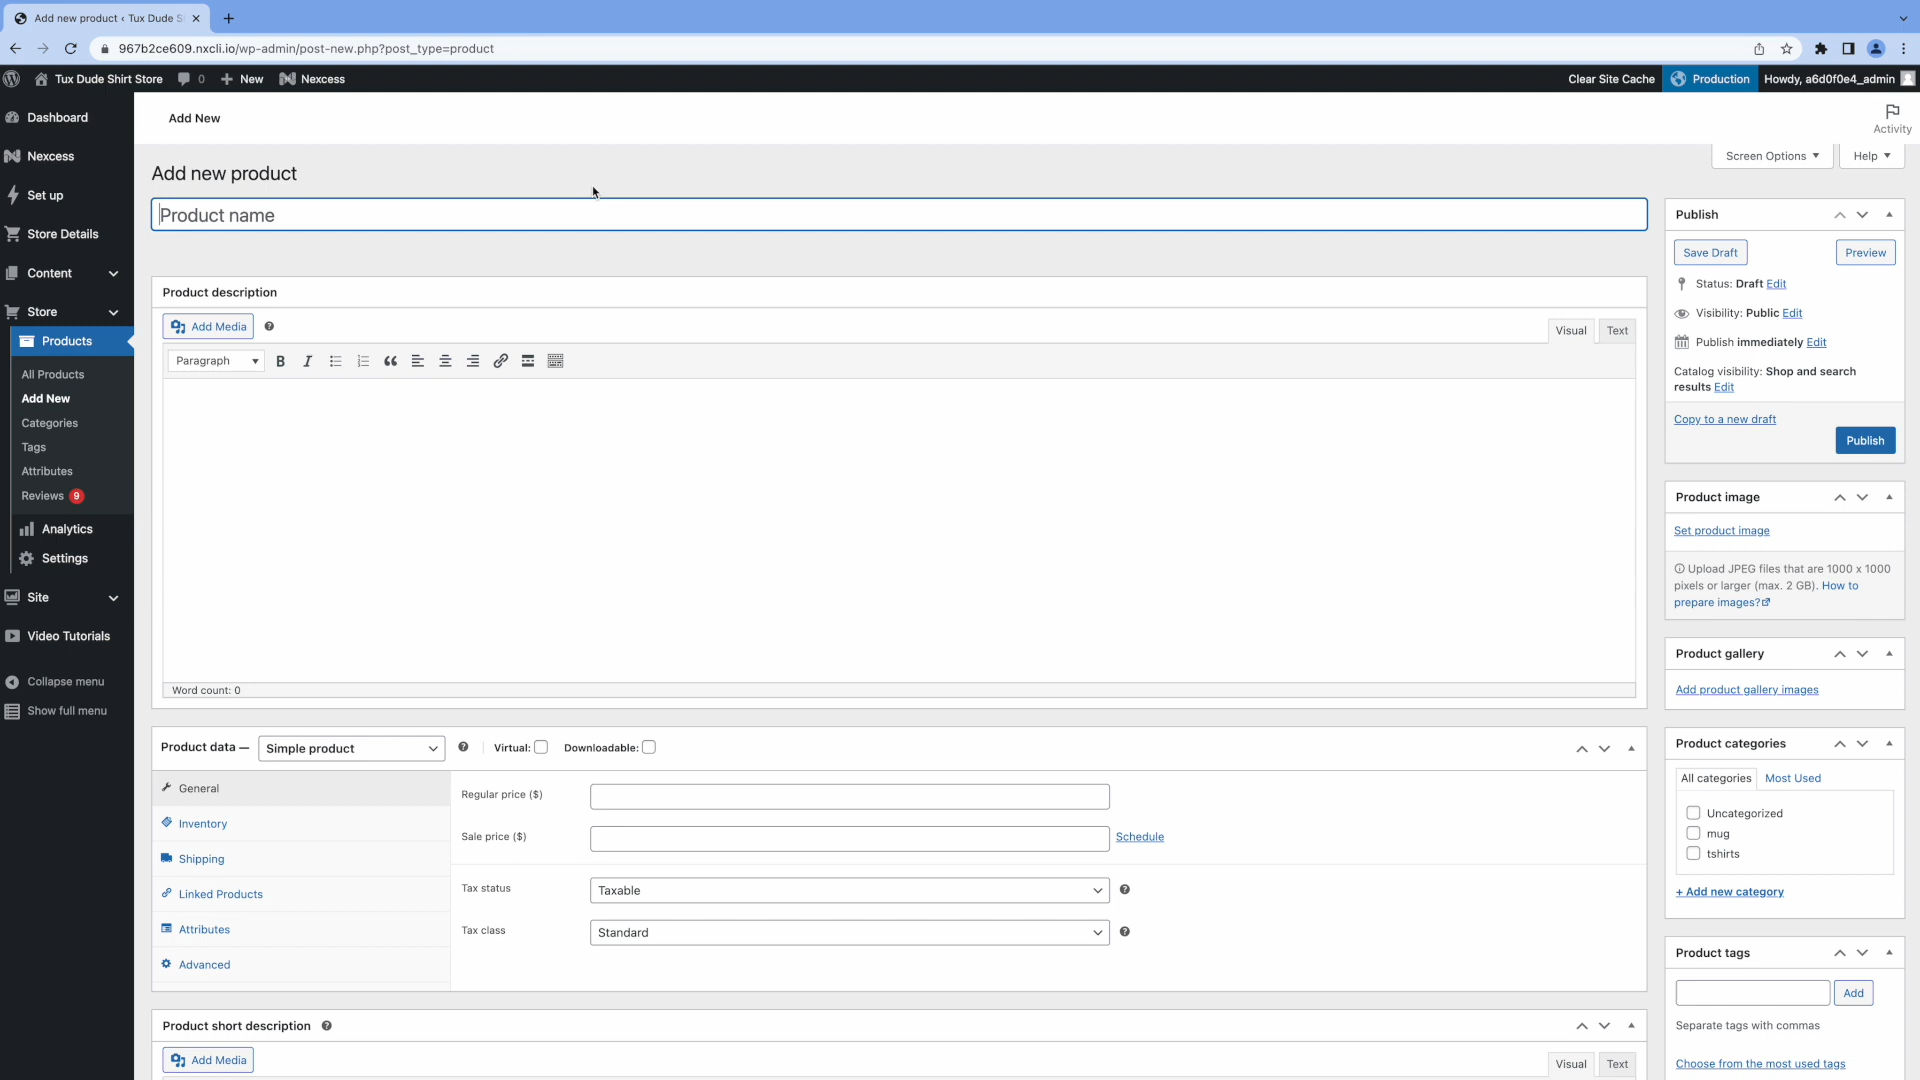 Add new product ‹ Tux Dude S
967b2ce609.nxcli.io/wp-admin/post-new.php?post_type=product
Tux Dude Shirt Store 0 New Nexcess Clear Site Cache Production Howdy, a6d0f0e4_admin
Dashboard
Nexcess
Set up
Store Details
Content
Store
Products
All Products
Add New
Categories
Tags
Attributes
Reviews 9
Analytics
Settings
Site
Video Tutorials
Collapse menu
Show full menu
Add New
Activity
Screen Options Help
Add new product
Product name
Product description
Add Media
Visual Text
Paragraph
Word count: 0
Product data — Simple product Virtual: Downloadable:
General
Inventory
Shipping
Linked Products
Attributes
Advanced
Regular price ($)
Sale price ($) Schedule
Tax status Taxable
Tax class Standard
Product short description
Add Media
Visual Text
Publish
Save Draft Preview
Status: Draft Edit
Visibility: Public Edit
Publish immediately Edit
Catalog visibility: Shop and search
results Edit
Copy to a new draft
Publish
Product image
Set product image
Upload JPEG files that are 1000 x 1000
pixels or larger (max. 2 GB). How to
prepare images?
Product gallery
Add product gallery images
Product categories
All categories Most Used
Uncategorized
mug
tshirts
+ Add new category
Product tags
Add
Separate tags with commas
Choose from the most used tags